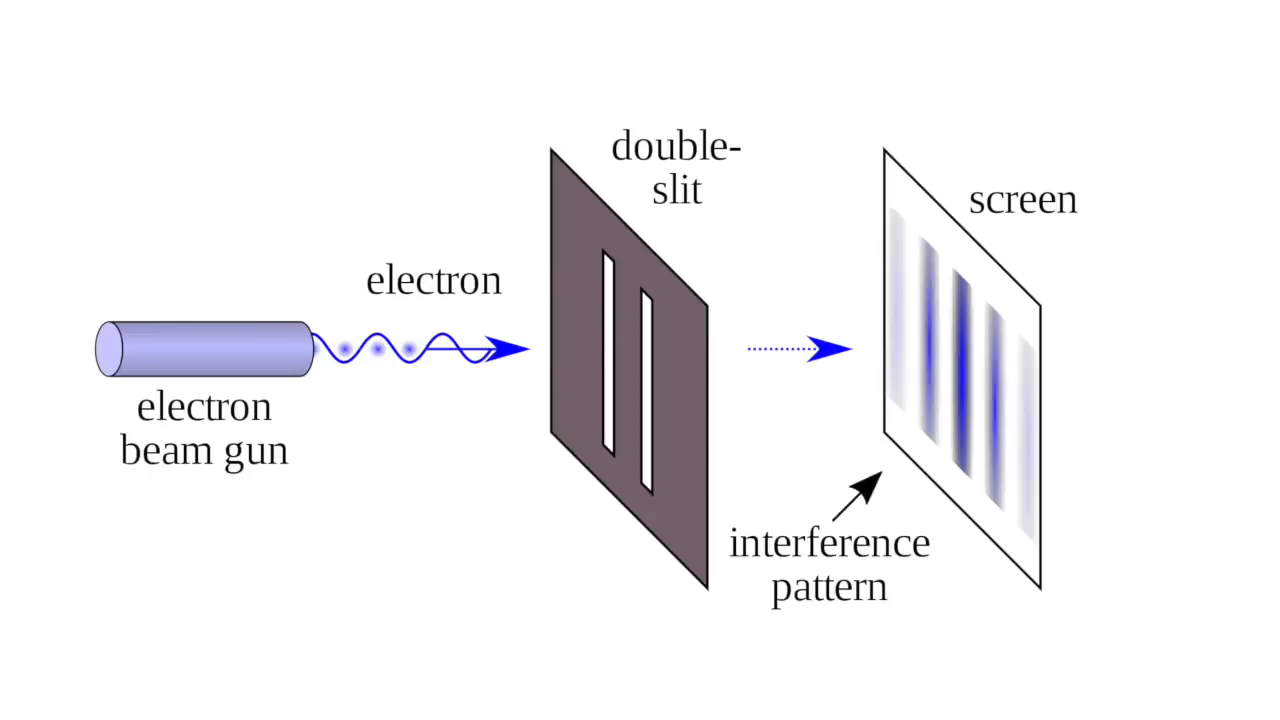 double-
slit
screen
electron
electron
beam gun
interference
pattern